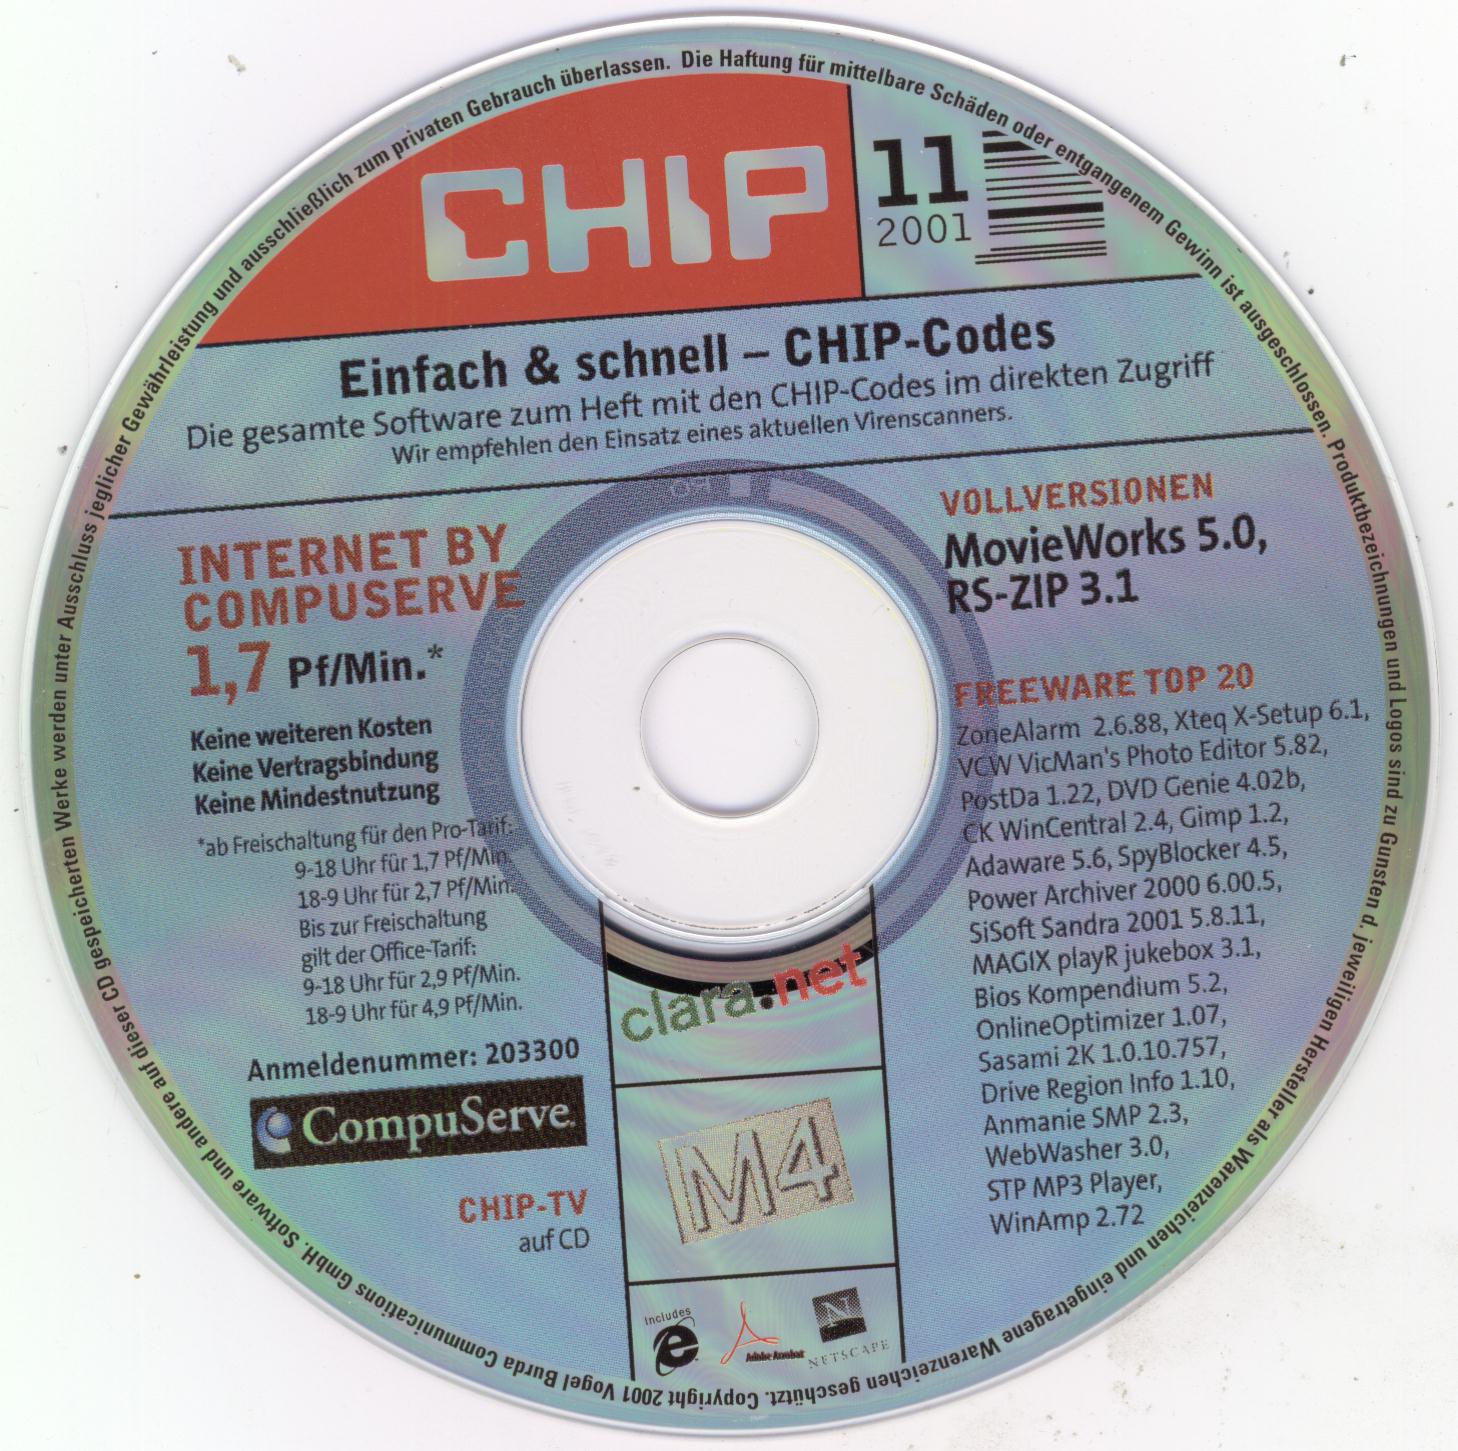 CHIP
11
2001
Einfach & schnell – CHIP-Codes
Die gesamte Software zum Heft mit den CHIP-Codes im direkten Zugriff
Wir empfehlen den Einsatz eines aktuellen Virenscanners.
INTERNET BY
COMPUSERVE
1,7 Pf/Min.*
Keine weiteren Kosten
Keine Vertragsbindung
Keine Mindestnutzung
*ab Freischaltung für den Pro-Tarif:
9-18 Uhr für 1,7 Pf/Min.
18-9 Uhr für 2,7 Pf/Min.
Bis zur Freischaltung
gilt der Office-Tarif:
9-18 Uhr für 2,9 Pf/Min.
18-9 Uhr für 4,9 Pf/Min.
Anmeldenummer: 203300
CompuServe.
CHIP-TV
auf CD
VOLLVERSIONEN
MovieWorks 5.0,
RS-ZIP 3.1
FREEWARE TOP 20
ZoneAlarm 2.6.88, Xteq X-Setup 6.1,
VCW VicMan's Photo Editor 5.82,
PostDa 1.22, DVD Genie 4.02b,
CK WinCentral 2.4, Gimp 1.2,
Adaware 5.6, SpyBlocker 4.5,
Power Archiver 2000 6.00.5,
SiSoft Sandra 2001 5.8.11,
MAGIX playR jukebox 3.1,
Bios Kompendium 5.2,
OnlineOptimizer 1.07,
Sasami 2K 1.0.10.757,
Drive Region Info 1.10,
Anmanie SMP 2.3,
WebWasher 3.0,
STP MP3 Player,
WinAmp 2.72
clara.net
M4
Includes
e
Adobe Acrobat
N
NETSCAPE
Copyright 2001 Vogel Burda Communications GmbH. Software und andere auf dieser CD gespeicherten Werke werden unter Ausschluss jeglicher Gewährleistung und ausschließlich zum privaten Gebrauch überlassen. Die Haftung für mittelbare Schäden oder entgangenem Gewinn ist ausgeschlossen. Produktbezeichnungen und Logos sind zu Gunsten d. jeweiligen Hersteller als Warenzeichen und eingetragene Warenzeichen geschützt.